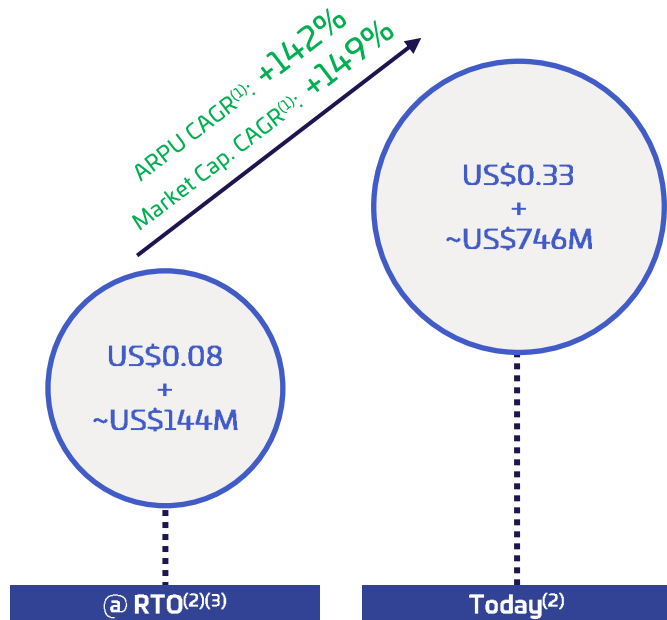 ARPU CAGR(1): +142%
Market Cap. CAGR(1): +149%
US$0.33
+
~US$746M
US$0.08
+
~US$144M
@ RTO(2)(3)
Today(2)